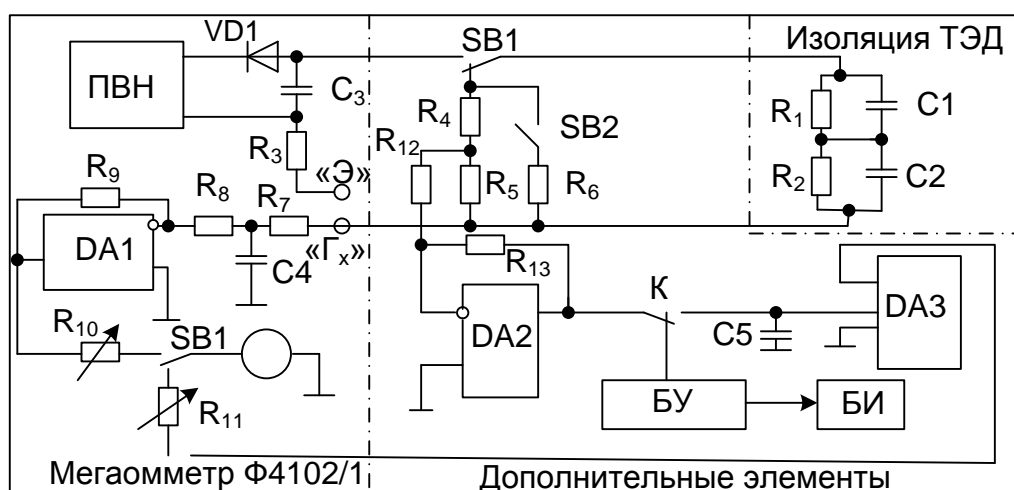 VD1
SB1
Изоляция ТЭД
ПВН
C3
R4
SB2
R1
C1
R12
R3
R9
«Э»
R5
R6
R2
C2
R8
R7
DA1
«Гх»
C4
R13
R10
SB1
DA2
К
C5
DA3
R11
БУ
БИ
Мегаомметр Ф4102/1
Дополнительные элементы